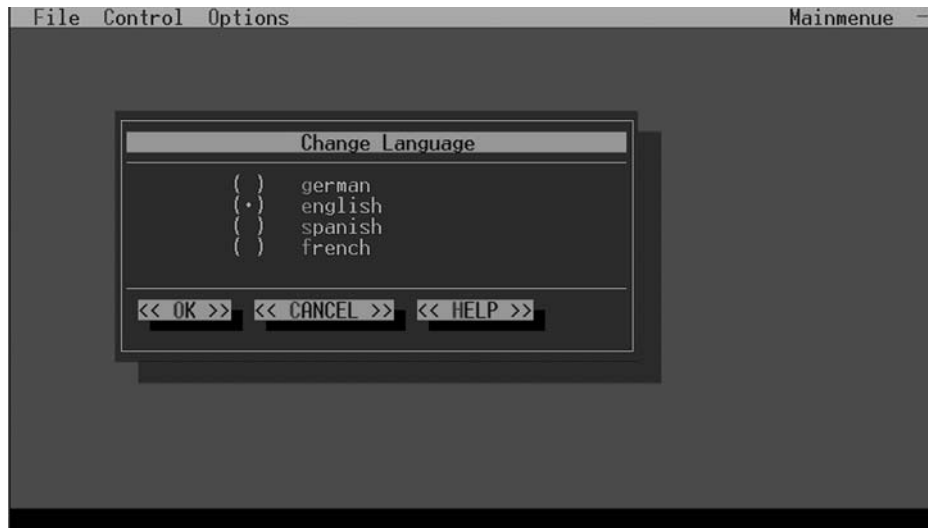 File Control Options Mainmenue
Change Language
( ) german
(•) english
( ) spanish
( ) french
<< OK >> << CANCEL >> << HELP >>